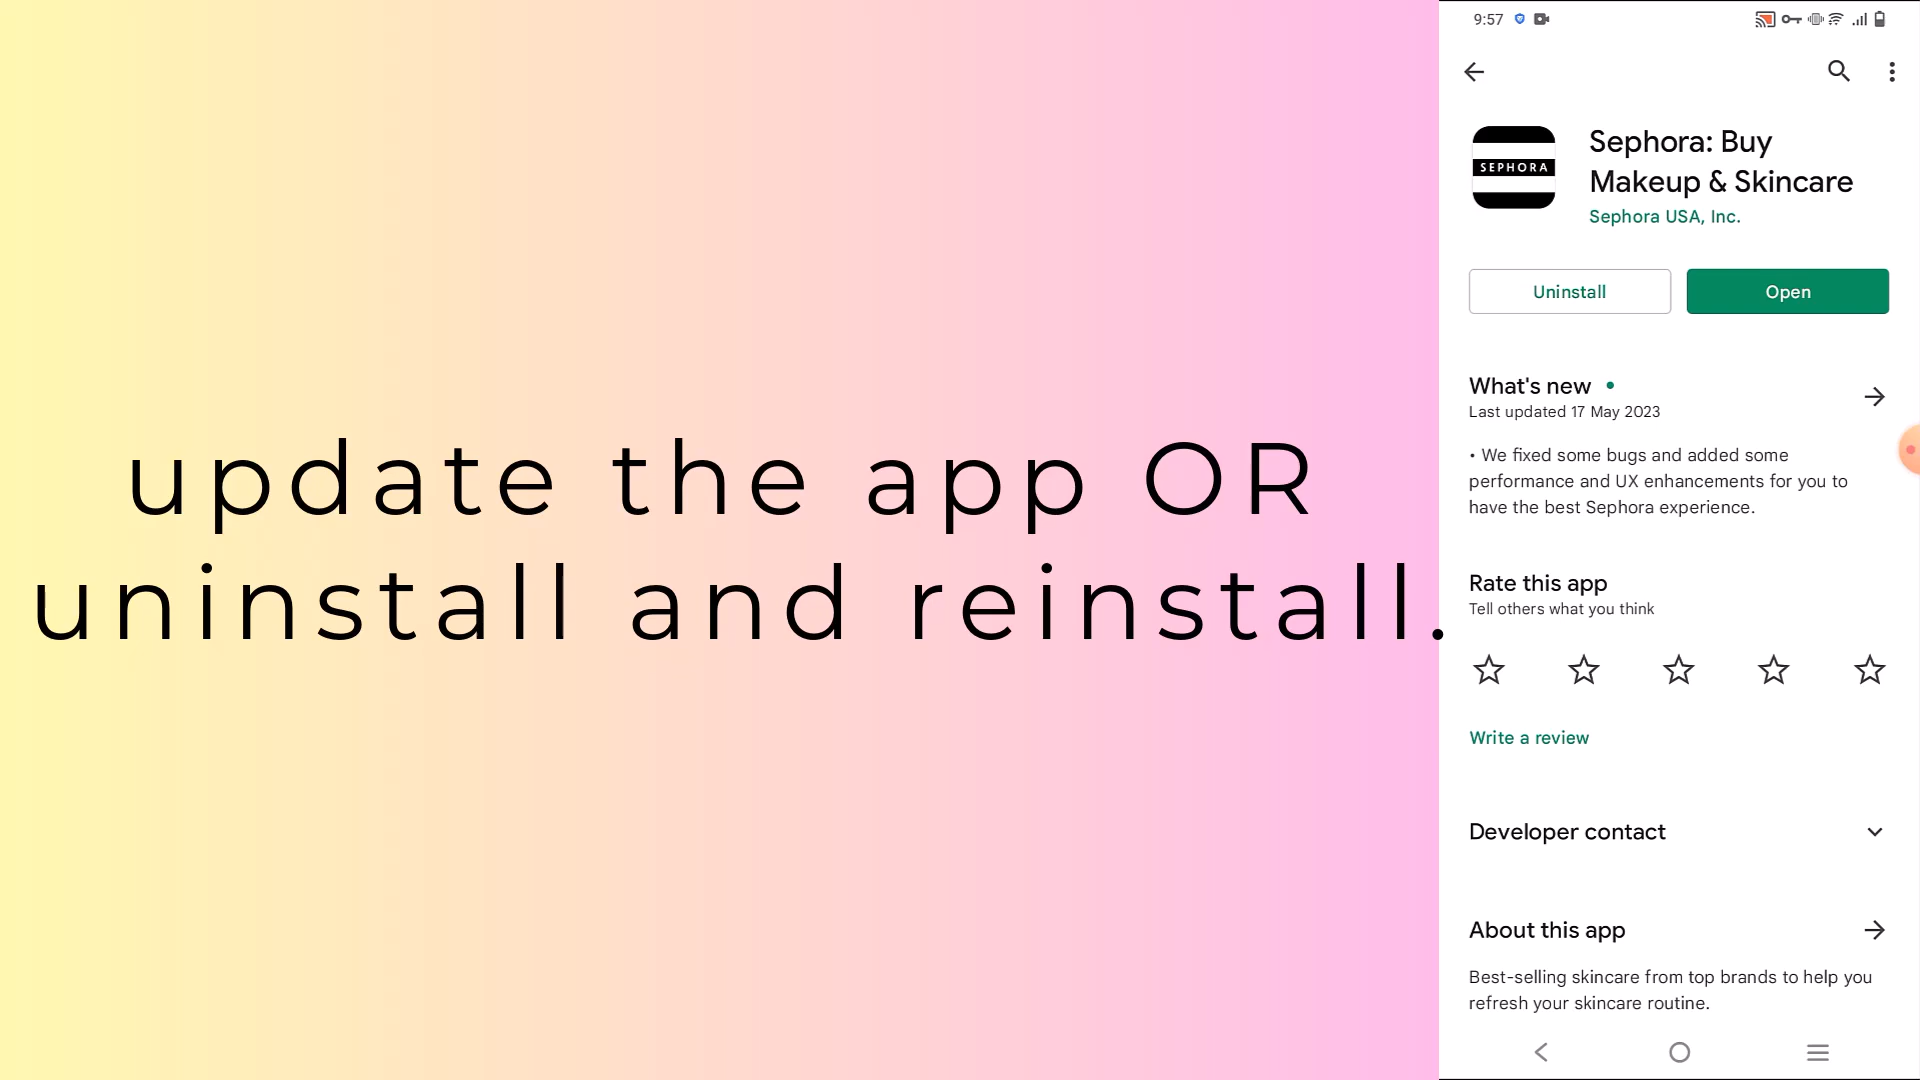 update the app OR
uninstall and reinstall.
9:57
SEPHORA
Sephora: Buy
Makeup & Skincare
Sephora USA, Inc.
Uninstall
Open
What's new
Last updated 17 May 2023
• We fixed some bugs and added some
performance and UX enhancements for you to
have the best Sephora experience.
Rate this app
Tell others what you think
Write a review
Developer contact
About this app
Best-selling skincare from top brands to help you
refresh your skincare routine.